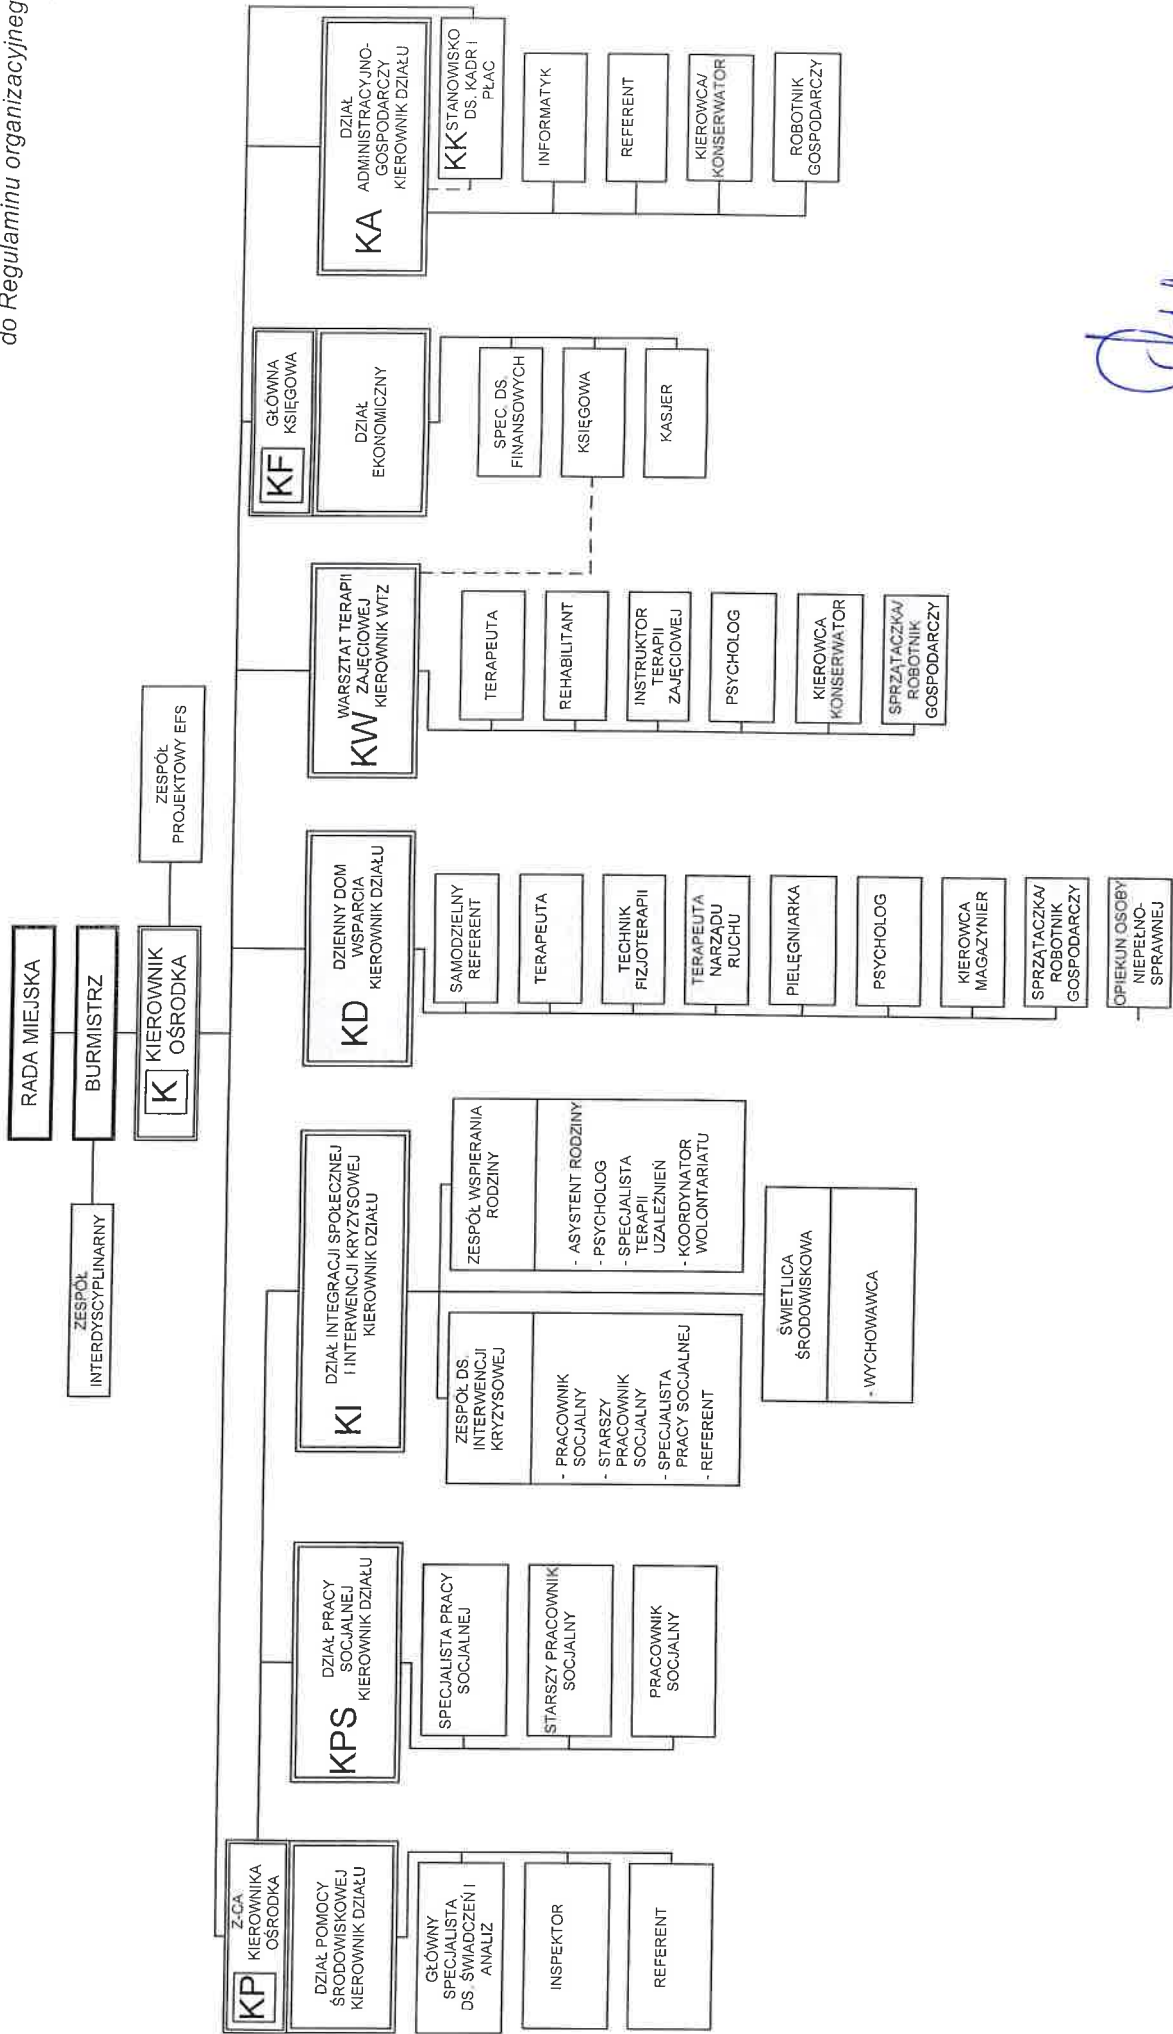 do Regulaminu organizacyjneg
RADA MIEJSKA
BURMISTRZ
ZESPÓŁ
INTERDYSCYPLINARNY
K
KIEROWNIK
OŚRODKA
ZESPÓŁ
PROJEKTOWY EFS
KP
Z-CA
KIEROWNIKA
OŚRODKA
DZIAŁ POMOCY
ŚRODOWISKOWEJ
KIEROWNIK DZIAŁU
GŁÓWNY
SPECJALISTA
DS. ŚWIADCZEŃ I
ANALIZ
INSPEKTOR
REFERENT
KPS
DZIAŁ PRACY
SOCJALNEJ
KIEROWNIK DZIAŁU
SPECJALISTA PRACY
SOCJALNEJ
STARSZY PRACOWNIK
SOCJALNY
PRACOWNIK
SOCJALNY
KI
DZIAŁ INTEGRACJI SPOŁECZNEJ
I INTERWENCJI KRYZYSOWEJ
KIEROWNIK DZIAŁU
ZESPÓŁ DS.
INTERWENCJI
KRYZYSOWEJ
- PRACOWNIK
SOCJALNY
- STARSZY
PRACOWNIK
SOCJALNY
- SPECJALISTA
PRACY SOCJALNEJ
- REFERENT
ZESPÓŁ WSPIERANIA
RODZINY
- ASYSTENT RODZINY
- PSYCHOLOG
- SPECJALISTA
TERAPII
UZALEŻNIEŃ
- KOORDYNATOR
WOLONTARIATU
ŚWIETLICA
ŚRODOWISKOWA
- WYCHOWAWCA
KD
DZIENNY DOM
WSPARCIA
KIEROWNIK DZIAŁU
SAMODZIELNY
REFERENT
TERAPEUTA
TECHNIK
FIZJOTERAPII
TERAPEUTA
NARZĄDU
RUCHU
PIELĘGNIARKA
PSYCHOLOG
KIEROWCA
MAGAZYNIER
SPRZĄTACZKA/
ROBOTNIK
GOSPODARCZY
OPIEKUN OSOBY
NIEPEŁNO-
SPRAWNEJ
KW
WARSZTAT TERAPII
ZAJĘCIOWEJ
KIEROWNIK WTZ
TERAPEUTA
REHABILITANT
INSTRUKTOR
TERAPII
ZAJĘCIOWEJ
PSYCHOLOG
KIEROWCA
KONSERWATOR
SPRZĄTACZKA/
ROBOTNIK
GOSPODARCZY
KF
GŁÓWNA
KSIĘGOWA
DZIAŁ
EKONOMICZNY
SPEC. DS.
FINANSOWYCH
KSIĘGOWA
KASJER
KA
DZIAŁ
ADMINISTRACYJNO-
GOSPODARCZY
KIEROWNIK DZIAŁU
KK
STANOWISKO
DS. KADR I
PŁAC
INFORMATYK
REFERENT
KIEROWCA/
KONSERWATOR
ROBOTNIK
GOSPODARCZY